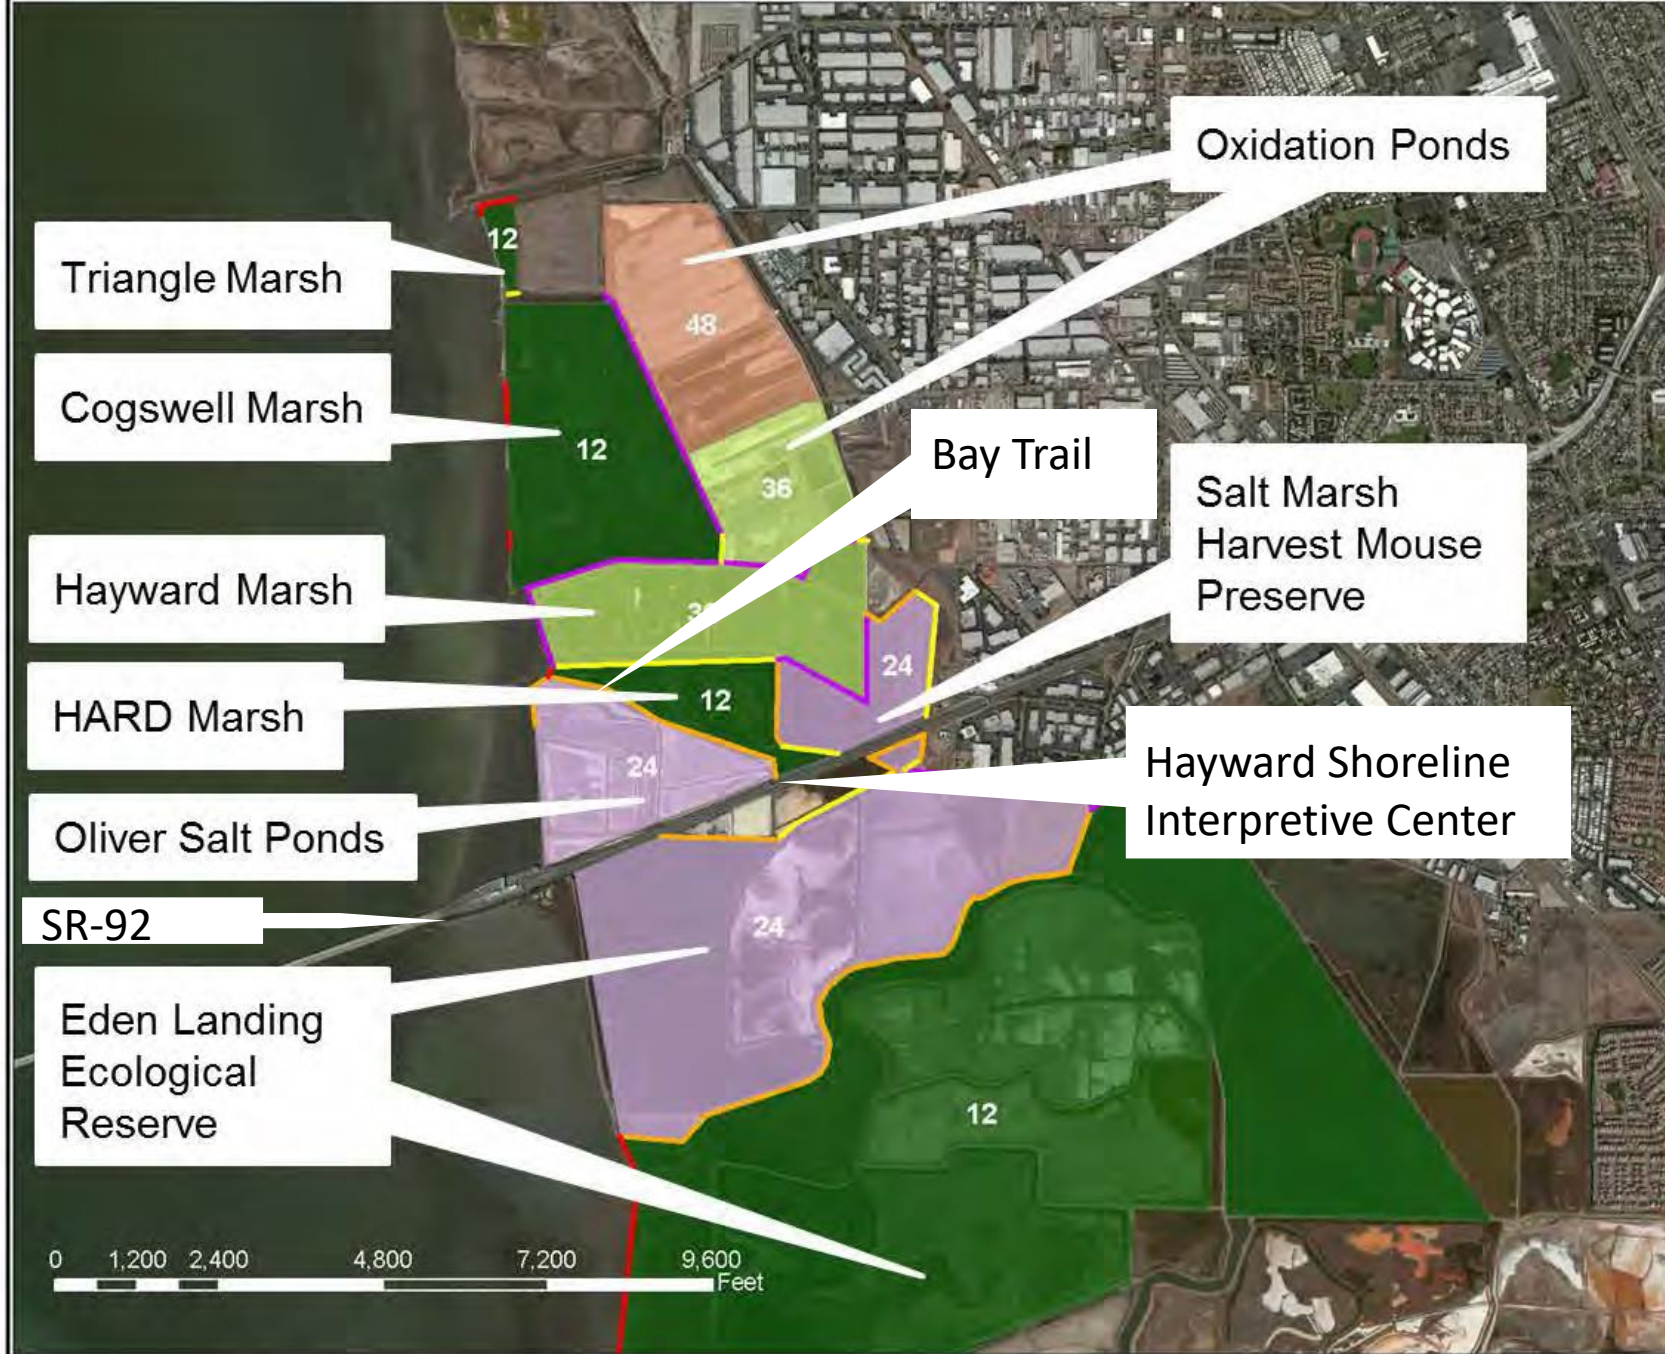 Oxidation Ponds
12
Triangle Marsh
48
Cogswell Marsh
12
Bay Trail
36
Salt Marsh
Harvest Mouse
Preserve
Hayward Marsh
24
HARD Marsh
12
24
Hayward Shoreline
Interpretive Center
Oliver Salt Ponds
SR-92
24
Eden Landing
Ecological
Reserve
12
0 1,200 2,400 4,800 7,200 9,600
Feet